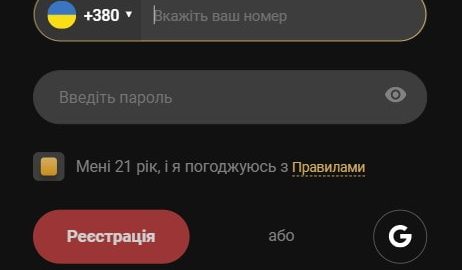 +380 Вкажіть ваш номер
Введіть пароль
Мені 21 рік, і я погоджуюсь з Правилами
Реєстрація або G